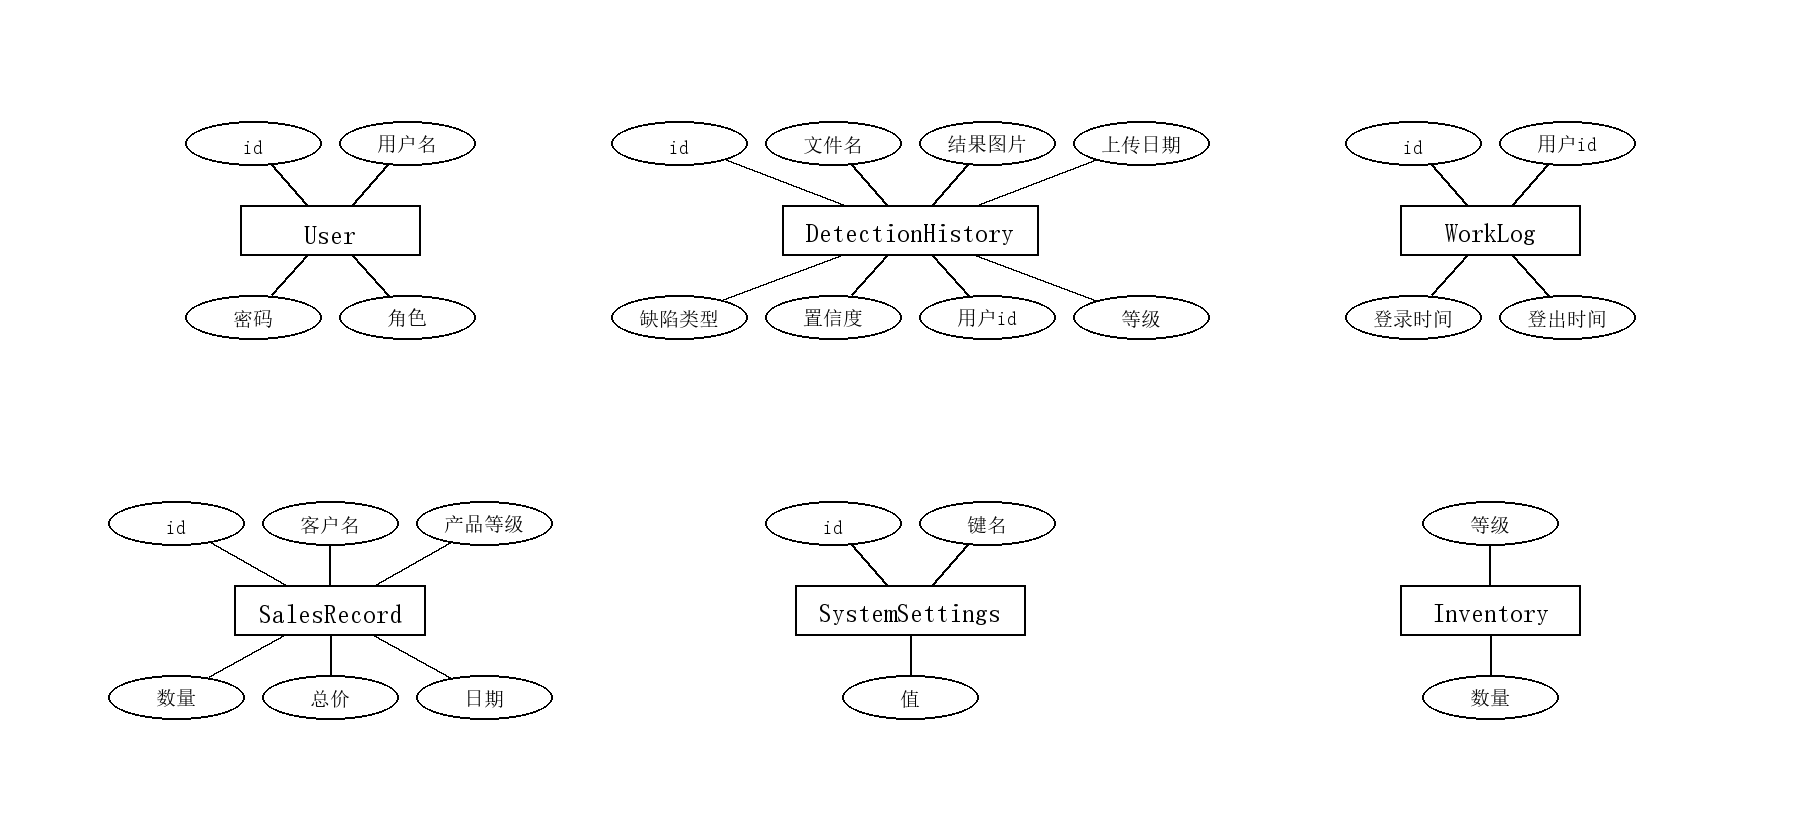 id
用户名
User
密码
角色
id
文件名
结果图片
上传日期
DetectionHistory
缺陷类型
置信度
用户id
等级
id
用户id
WorkLog
登录时间
登出时间
id
客户名
产品等级
SalesRecord
数量
总价
日期
id
键名
SystemSettings
值
等级
Inventory
数量